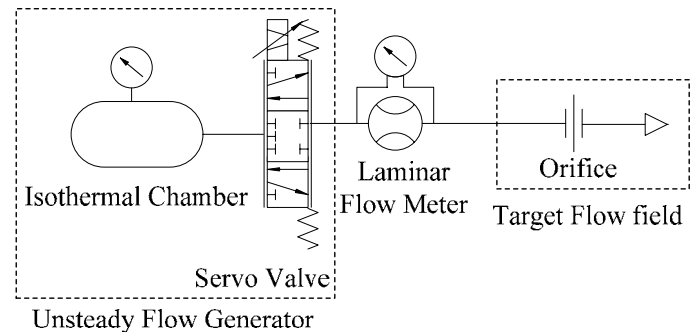 Isothermal Chamber
Servo Valve
Unsteady Flow Generator
Laminar
Flow Meter
Orifice
Target Flow field